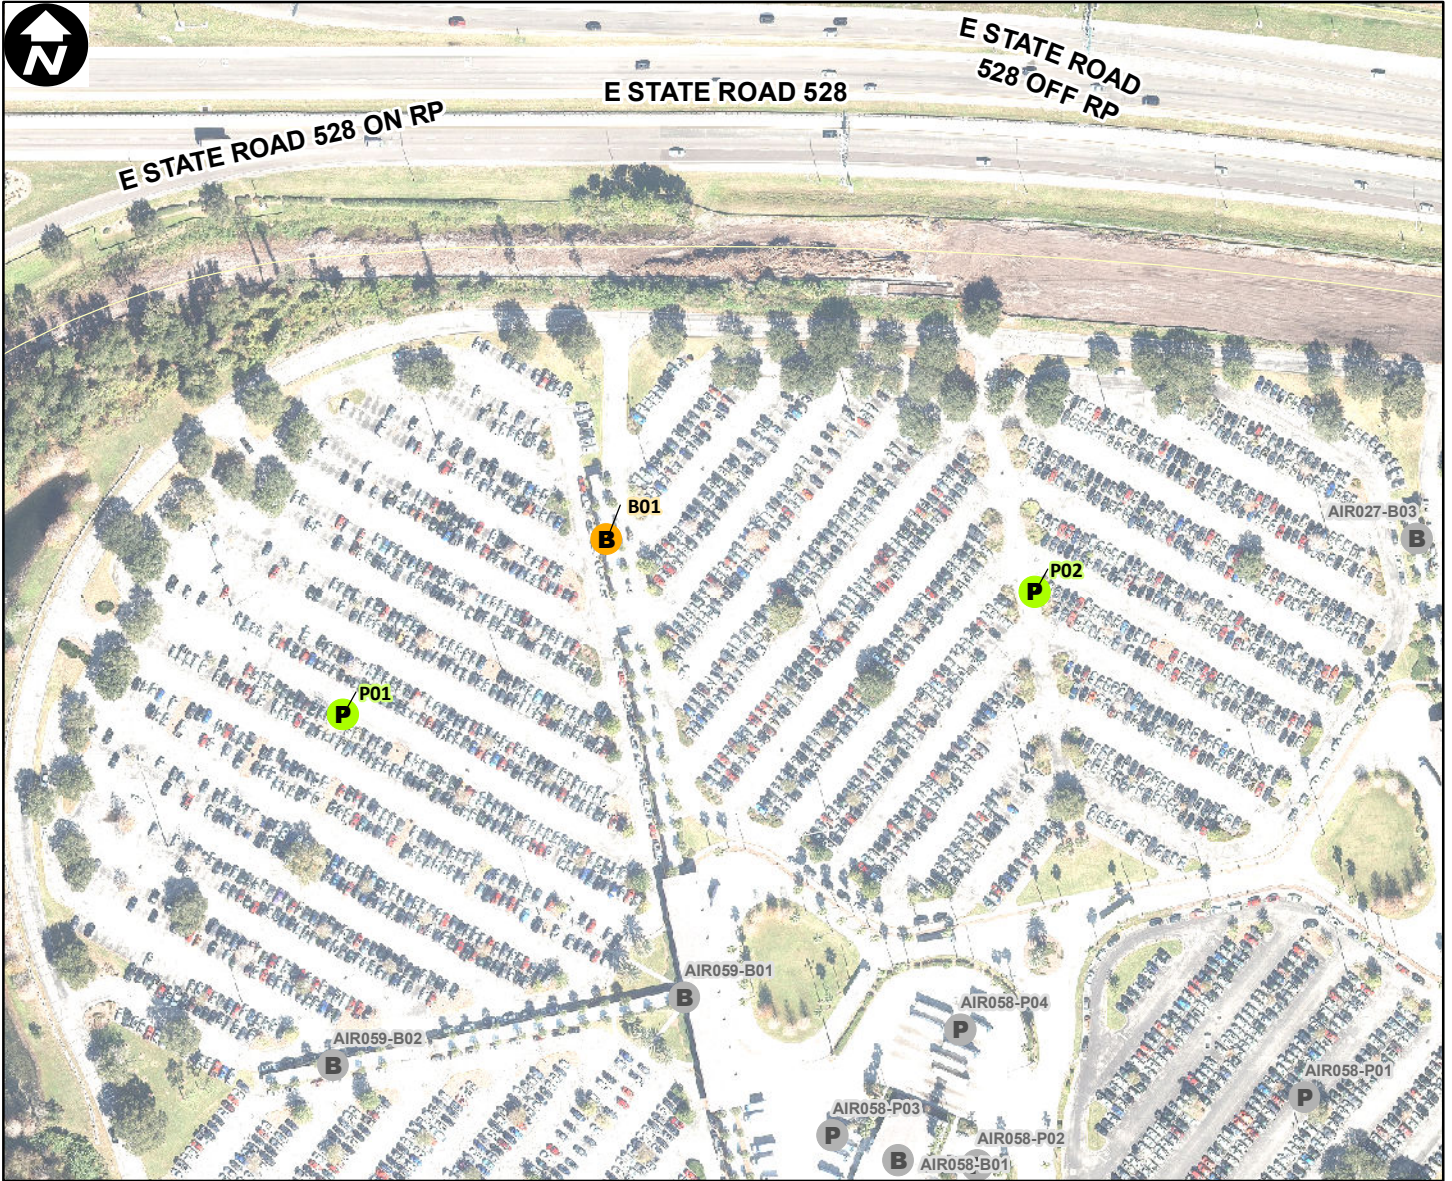 N
E STATE ROAD
528 OFF RP
E STATE ROAD 528
E STATE ROAD 528 ON RP
B01
B
AIR027-B03
B
P02
P
P01
P
AIR059-B01
B
AIR058-P04
P
AIR059-B02
B
AIR058-P01
P
AIR058-P03
P
AIR058-P02
B
AIR058-B01